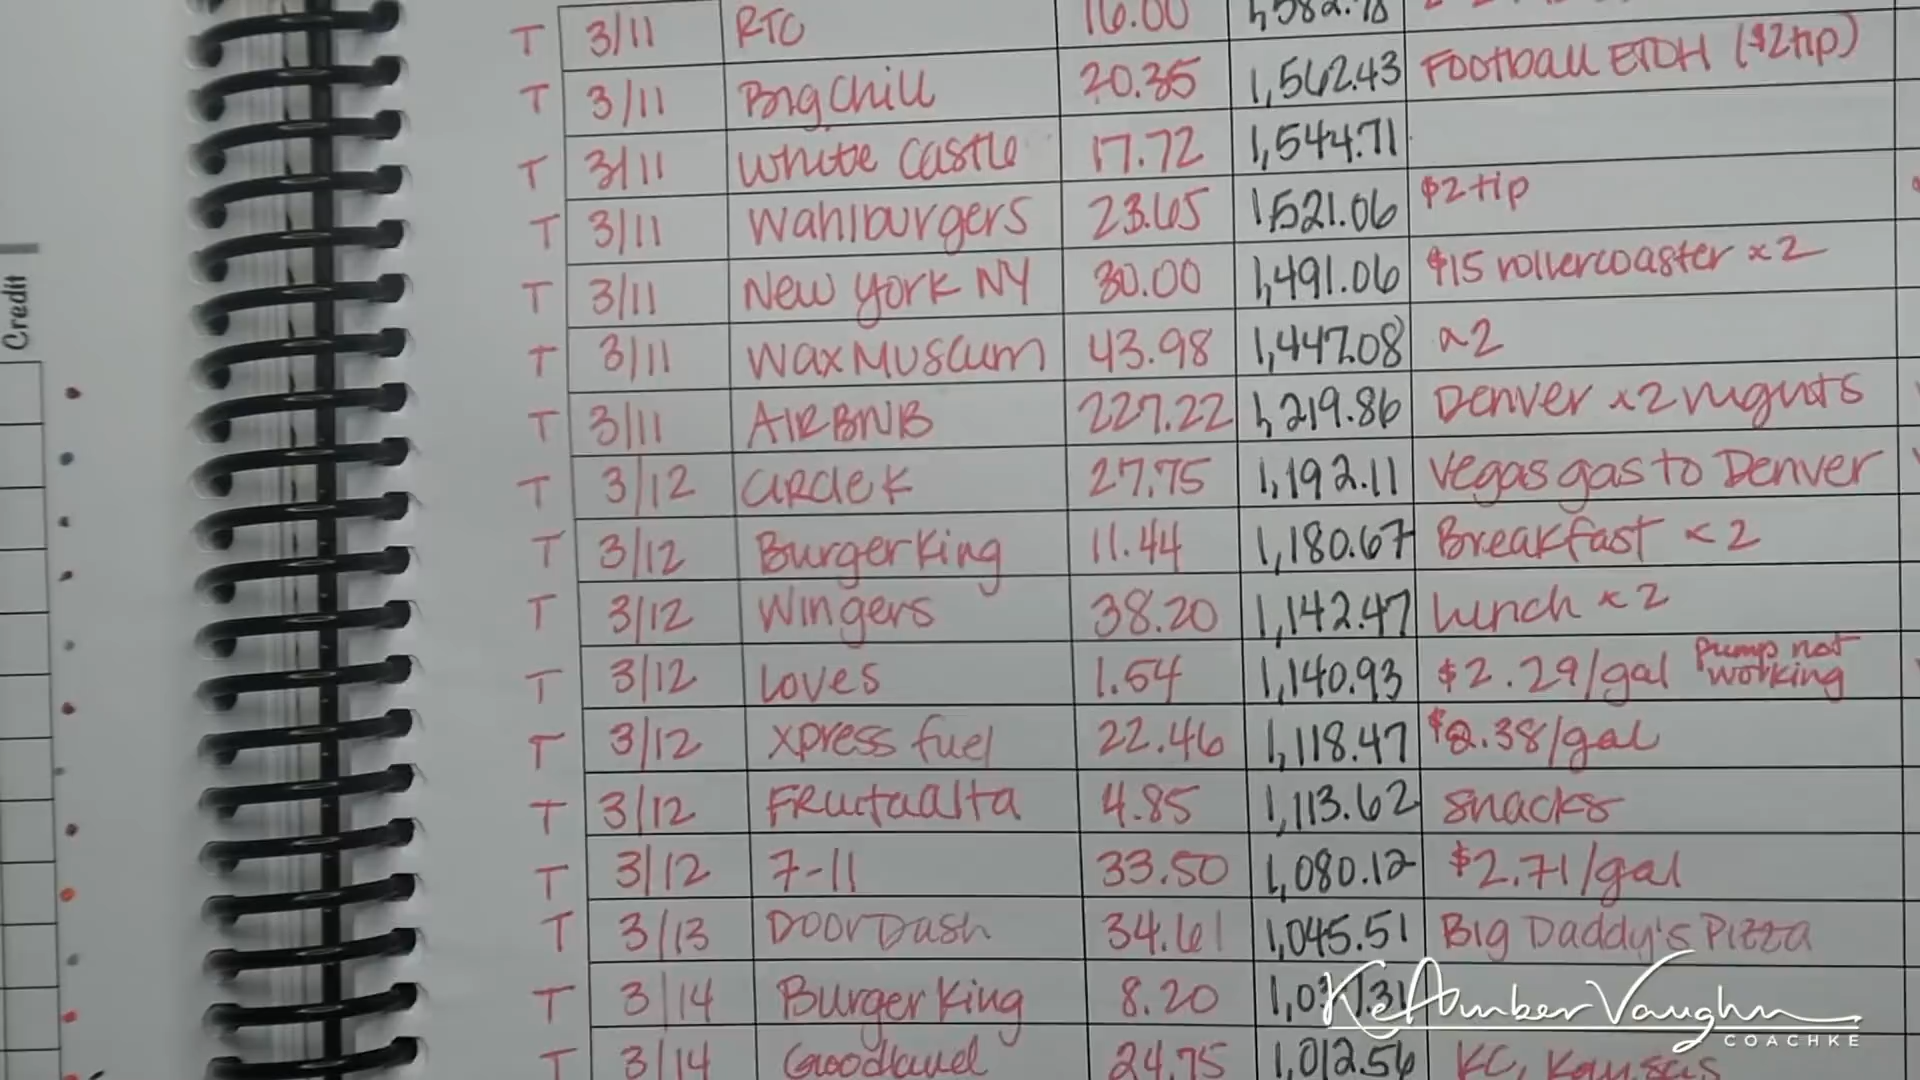 Credit
T 3/11 RTC 16.00 1,582.78
T 3/11 Big Chill 20.35 1,562.43 Football ETOH ($2 tip)
T 3/11 White Castle 17.72 1,544.71
T 3/11 Wahlburgers 23.65 1521.06 $2 tip
T 3/11 New York NY 30.00 1,491.06 $15 rollercoaster x2
T 3/11 Wax Museum 43.98 1,447.08 x2
T 3/11 AIRBNB 227.22 1,219.86 Denver x2 nights
T 3/12 Circle K 27.75 1,192.11 Vegas gas to Denver
T 3/12 Burger King 11.44 1,180.67 Breakfast x2
T 3/12 Wingers 38.20 1,142.47 Lunch x2
T 3/12 Loves 1.54 1,140.93 $2.29/gal pump not working
T 3/12 Xpress fuel 22.46 1,118.47 $2.38/gal
T 3/12 Frutaalta 4.85 1,113.62 Snacks
T 3/12 7-11 33.50 1,080.12 $2.71/gal
T 3/13 DoorDash 34.61 1,045.51 Big Daddy's Pizza
T 3/14 Burger King 8.20
T 3/14 Goodland 24.75 1,012.56 KC, Kansas
KeAmber Vaughn
COACHKE